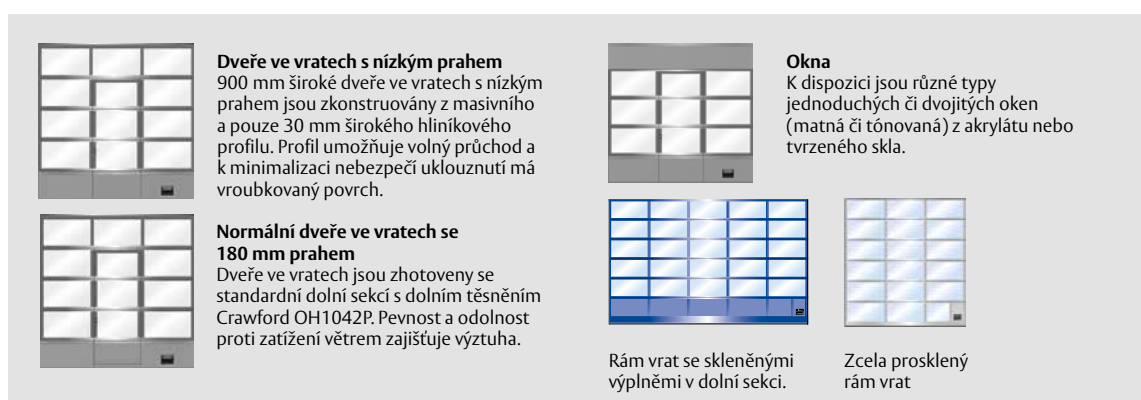 Dveře ve vratech s nízkým prahem
900 mm široké dveře ve vratech s nízkým
prahem jsou zkonstruovány z masivního
a pouze 30 mm širokého hliníkového
profilu. Profil umožňuje volný průchod a
k minimalizaci nebezpečí uklouznutí má
vroubkovaný povrch.
Normální dveře ve vratech se
180 mm prahem
Dveře ve vratech jsou zhotoveny se
standardní dolní sekcí s dolním těsněním
Crawford OH1042P. Pevnost a odolnost
proti zatížení větrem zajišťuje výztuha.
Okna
K dispozici jsou různé typy
jednoduchých či dvojitých oken
(matná či tónovaná) z akrylátu nebo
tvrzeného skla.
Rám vrat se skleněnými
výplněmi v dolní sekci.
Zcela prosklený
rám vrat